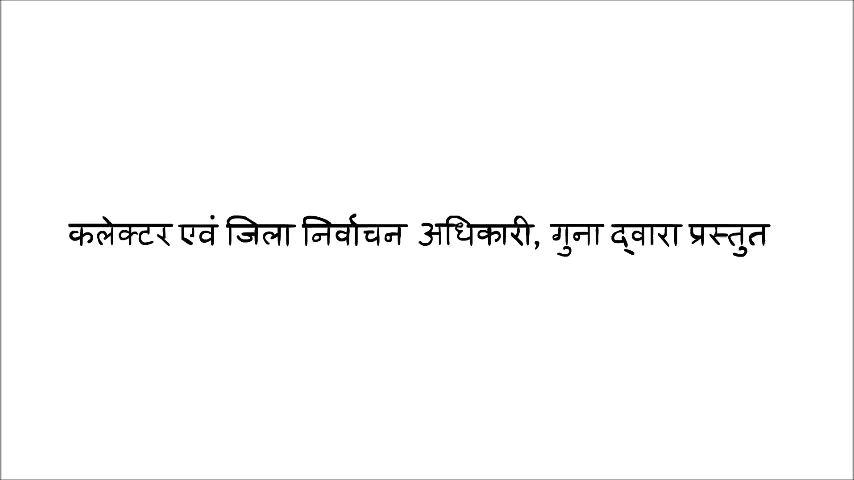 कलेक्टर एवं जिला निर्वाचन अधिकारी, गुना द्वारा प्रस्तुत